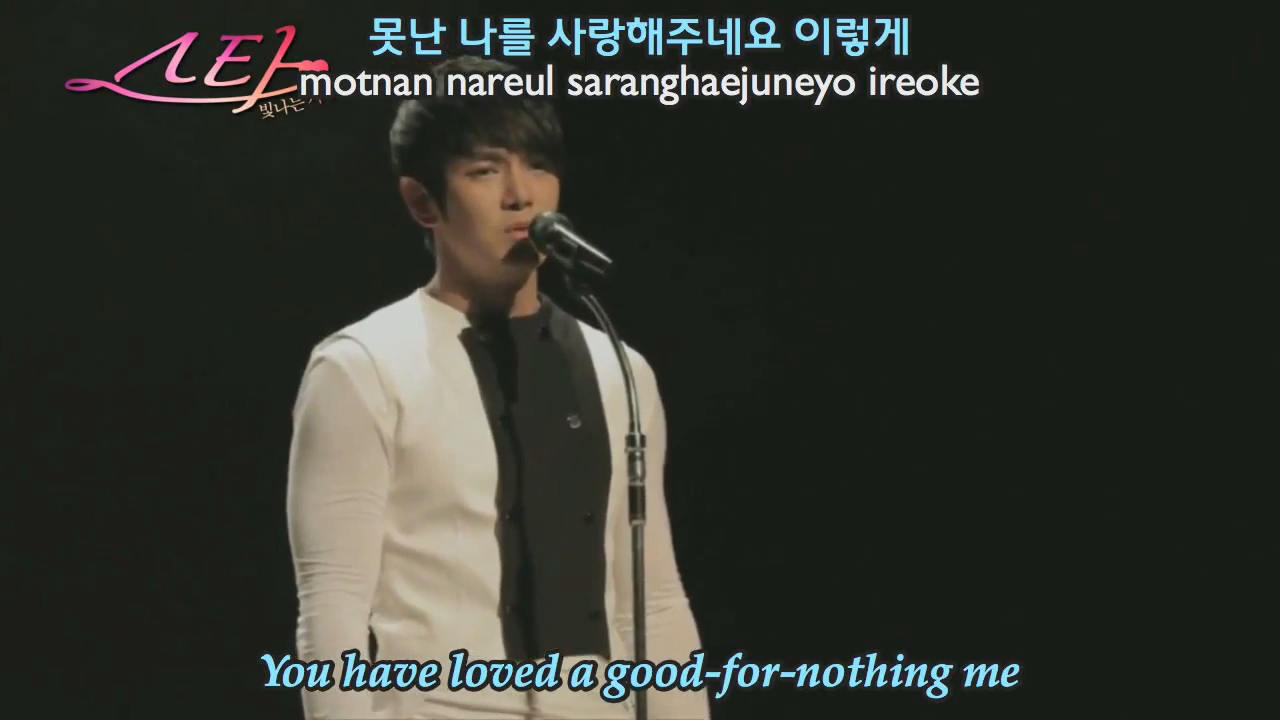 스타
빛나는
못난 나를 사랑해주네요 이렇게
motnan nareul saranghaejuneyo ireoke
You have loved a good-for-nothing me